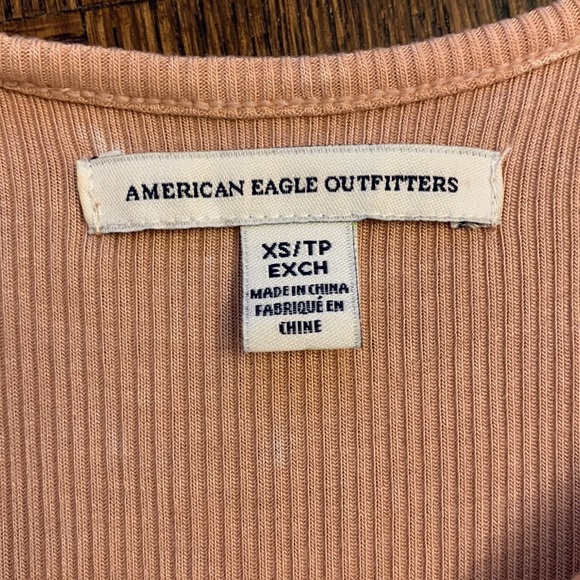 AMERICAN EAGLE OUTFITTERS
XS/TP
EXCH
MADE IN CHINA
FABRIQUÉ EN
CHINE